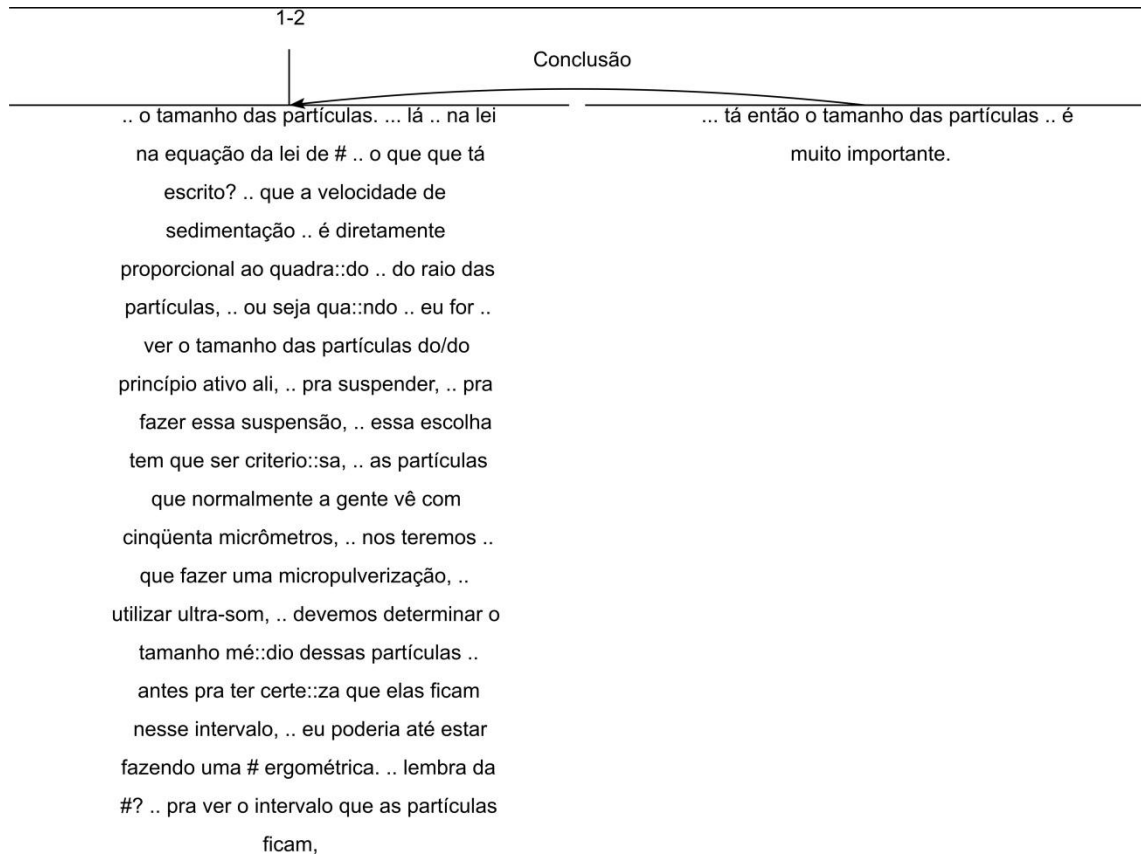 1-2
Conclusão
.. o tamanho das partículas. ... lá .. na lei
na equação da lei de # .. o que que tá
escrito? .. que a velocidade de
sedimentação .. é diretamente
proporcional ao quadra::do .. do raio das
partículas, .. ou seja qua::ndo .. eu for ..
ver o tamanho das partículas do/do
princípio ativo ali, .. pra suspender, .. pra
fazer essa suspensão, .. essa escolha
tem que ser criterio::sa, .. as partículas
que normalmente a gente vê com
cinqüenta micrômetros, .. nos teremos ..
que fazer uma micropulverização, ..
utilizar ultra-som, .. devemos determinar o
tamanho mé::dio dessas partículas ..
antes pra ter certe::za que elas ficam
nesse intervalo, .. eu poderia até estar
fazendo uma # ergométrica. .. lembra da
#? .. pra ver o intervalo que as partículas
ficam,
... tá então o tamanho das partículas .. é
muito importante.